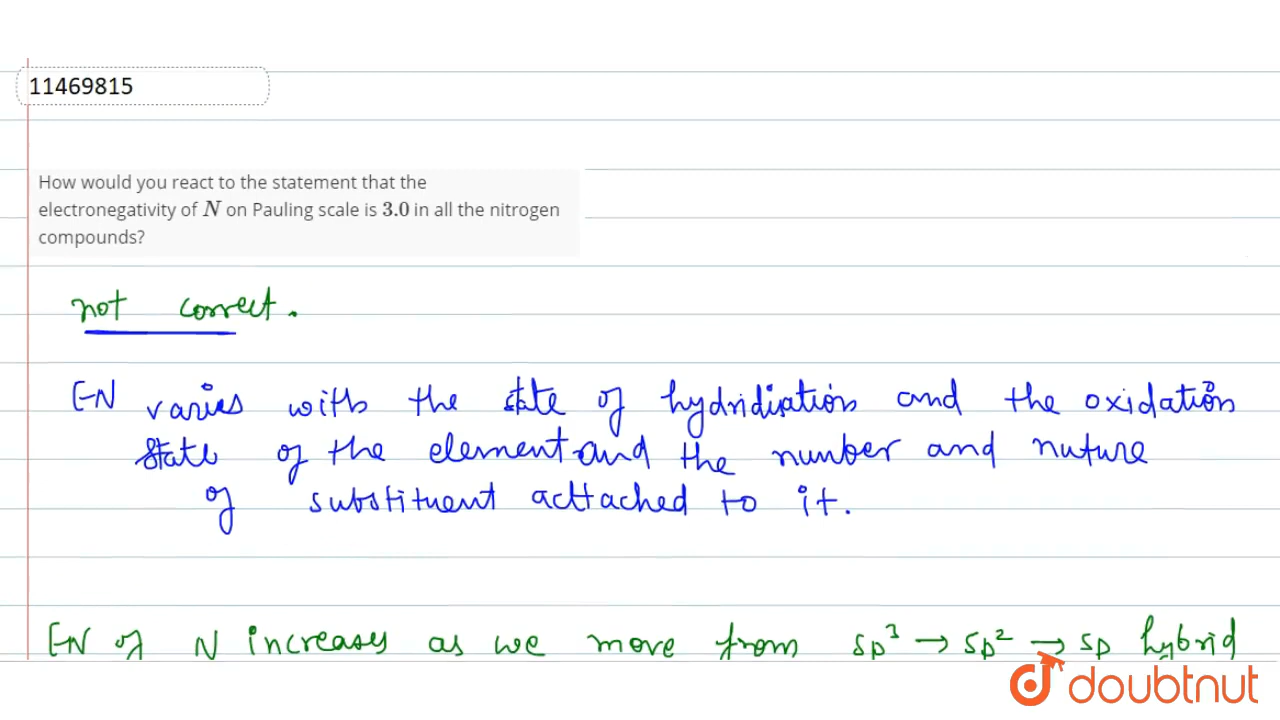 11469815
How would you react to the statement that the
electronegativity of N on Pauling scale is 3.0 in all the nitrogen
compounds?
not correct.
EN varies with the state of hydridisation and the oxidation
state of the element and the number and nuture
of substituent acttached to it.
EN of N increases as we move from sp³ → sp² → sp hybrid
doubtnut